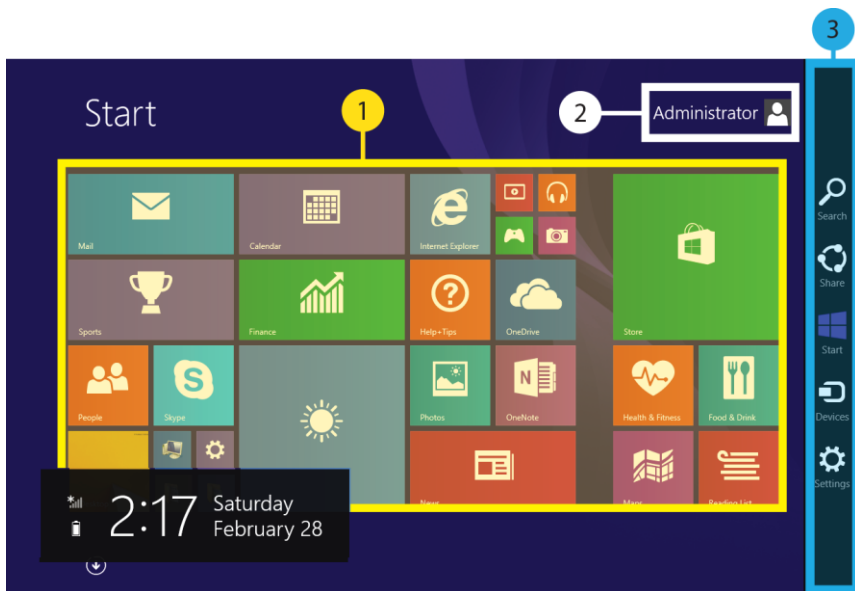 3
Start
1
2
Administrator
Mail
Calendar
Internet Explorer
Sports
Finance
Help+Tips
OneDrive
Store
People
Skype
Photos
OneNote
Health & Fitness
Food & Drink
News
Maps
Reading List
2:17
Saturday
February 28
Search
Share
Start
Devices
Settings